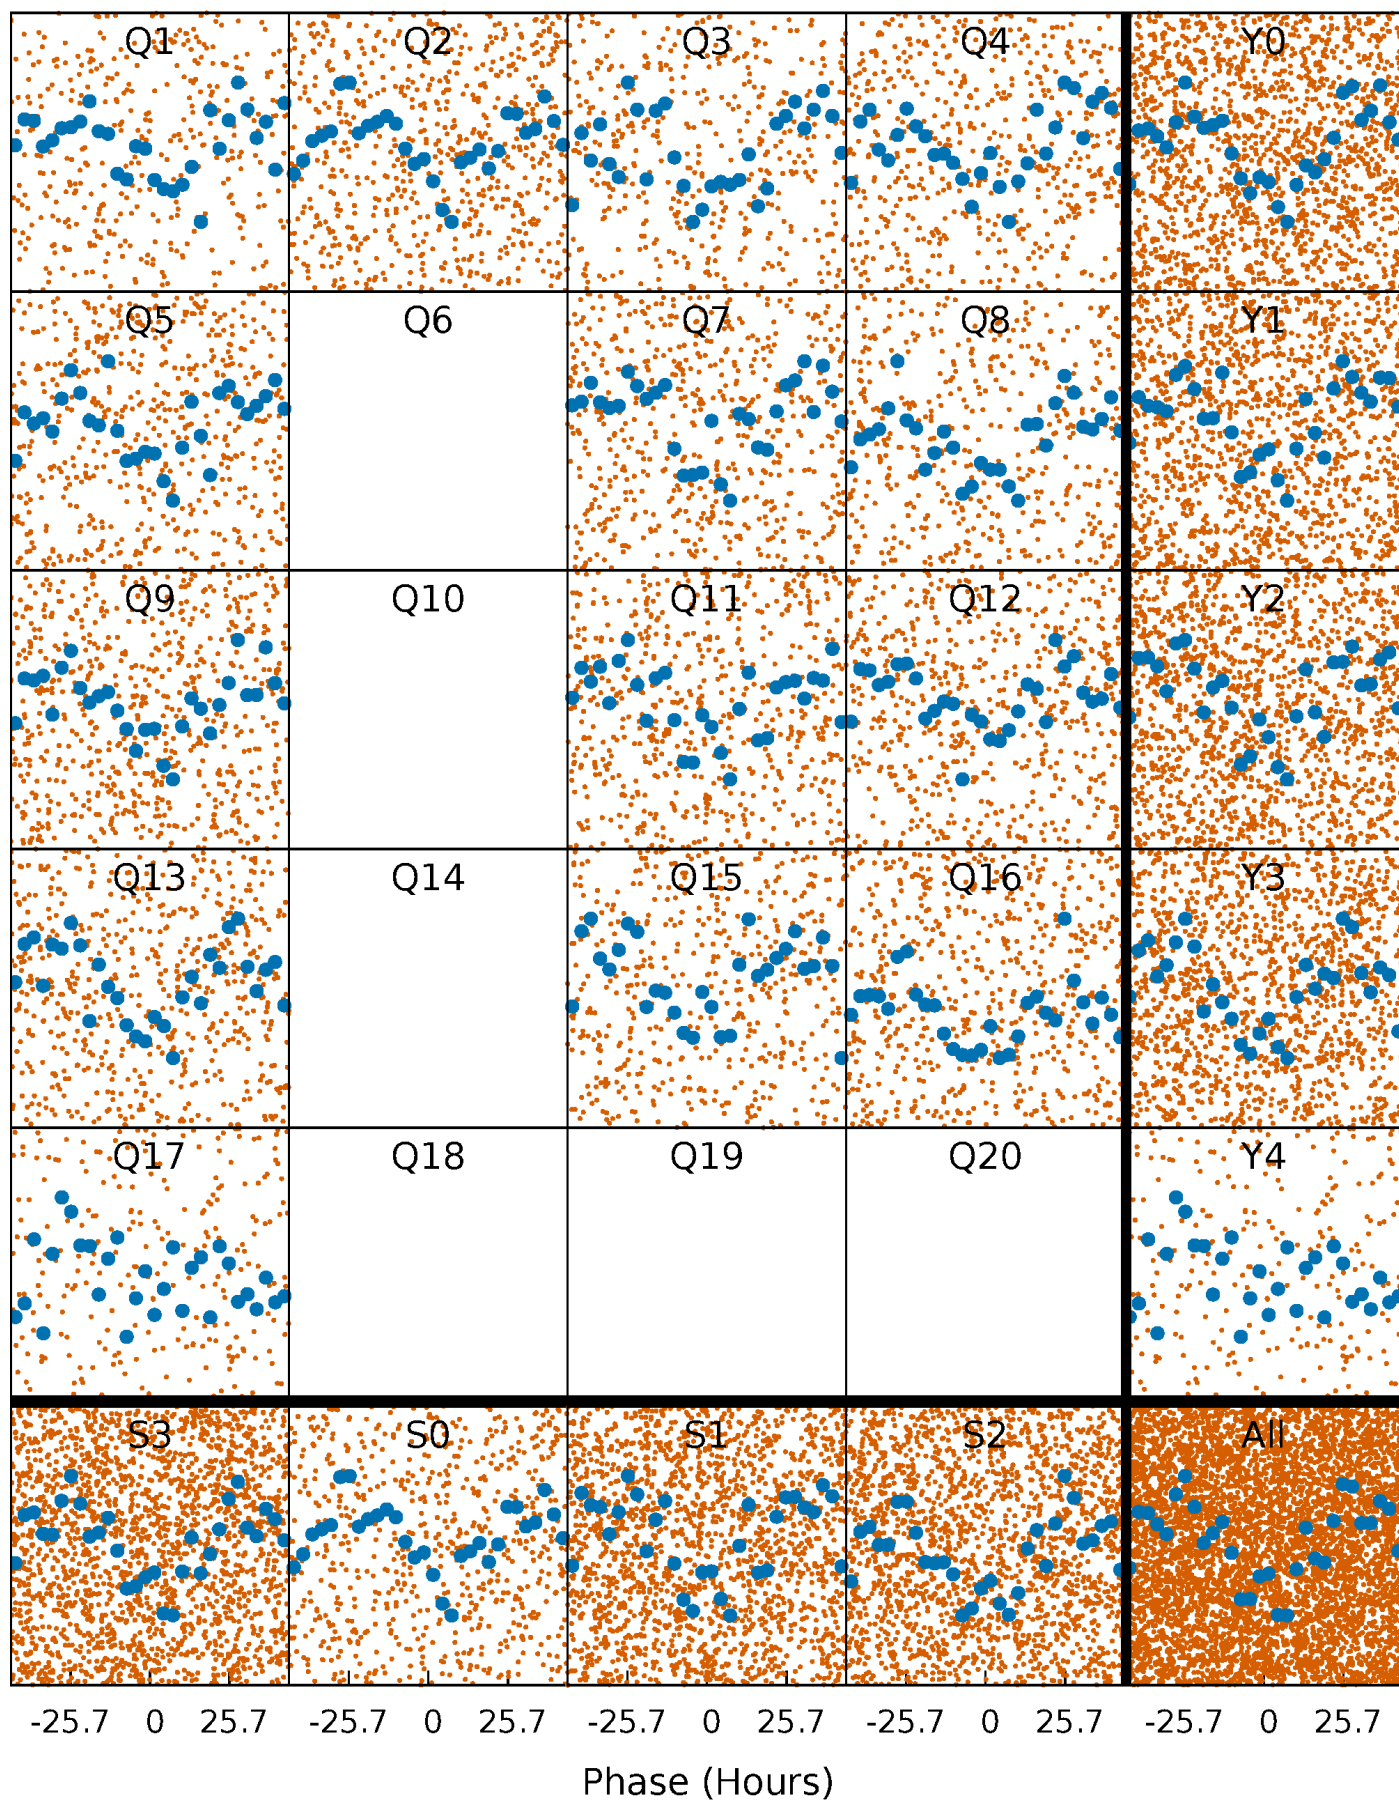 Q1 Q2 Q3 Q4 Y0
Q5 Q6 Q7 Q8 Y1
Q9 Q10 Q11 Q12 Y2
Q13 Q14 Q15 Q16 Y3
Q17 Q18 Q19 Q20 Y4
S3 S0 S1 S2 All
-25.7 0 25.7 -25.7 0 25.7 -25.7 0 25.7 -25.7 0 25.7 -25.7 0 25.7
Phase (Hours)